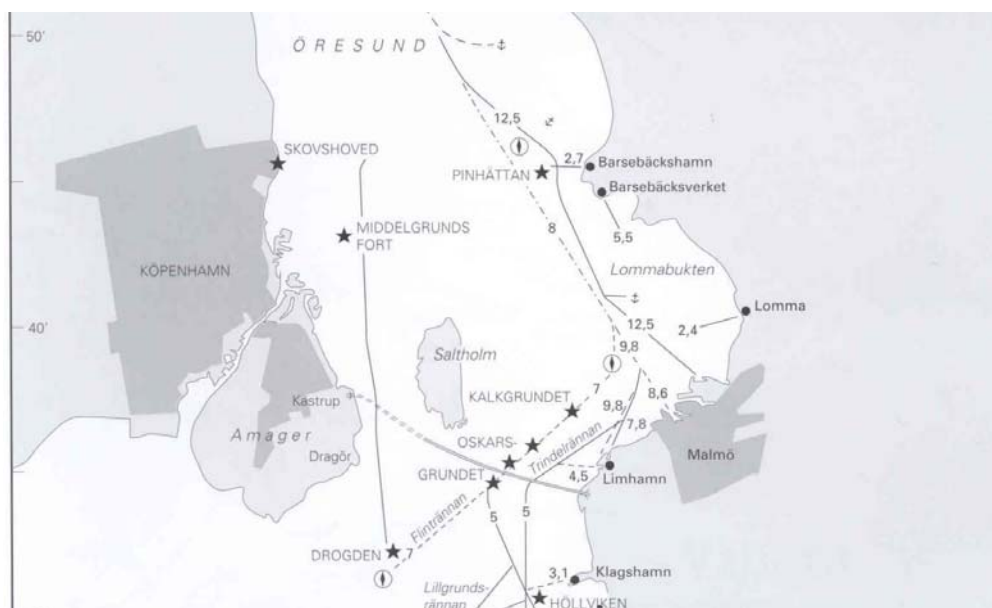 50'
ÖRESUND
12,5
SKOVSHOVED
PINHÄTTAN
2,7
Barsebäckshamn
Barsebäcksverket
MIDDELGRUNDS
FORT
8
5,5
KÖPENHAMN
Lommabukten
Lomma
40'
12,5
2,4
9,8
Saltholm
7
KALKGRUNDET
8,6
Kastrup
9,8
7,8
Amager
OSKARS-
GRUNDET
Trindelrännan
Malmö
Dragör
4,5
Limhamn
5
5
Flintrännan
DROGDEN
7
3,1
Klagshamn
Lillgrunds-
rännan
HÖLLVIKEN